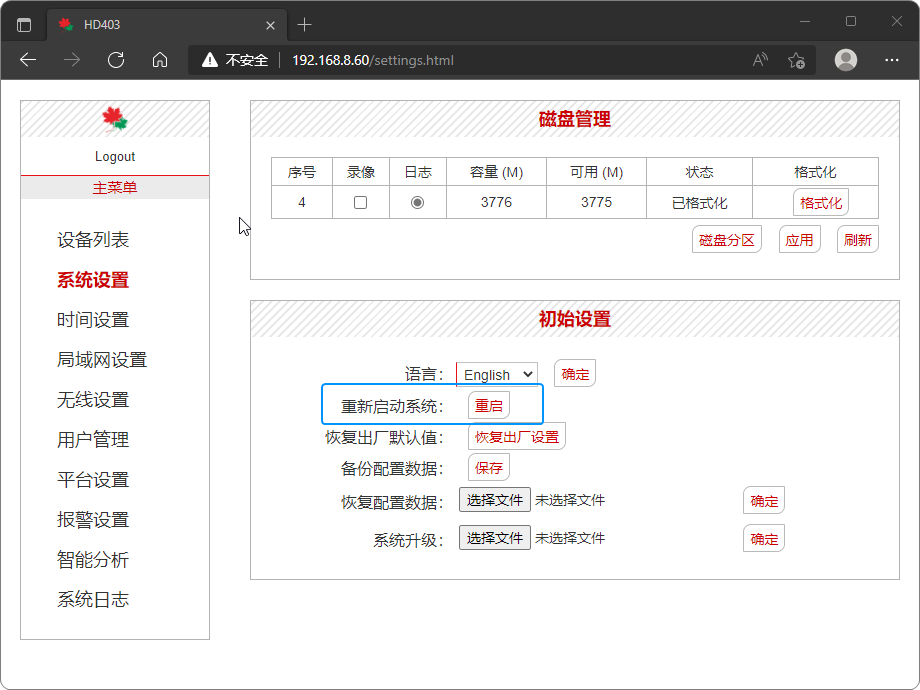 HD403
不安全 192.168.8.60/settings.html
Logout
主菜单
设备列表
系统设置
时间设置
局域网设置
无线设置
用户管理
平台设置
报警设置
智能分析
系统日志
磁盘管理
序号 录像 日志 容量 (M) 可用 (M) 状态 格式化
4 3776 3775 已格式化 格式化
磁盘分区 应用 刷新
初始设置
语言: English 确定
重新启动系统: 重启
恢复出厂默认值: 恢复出厂设置
备份配置数据: 保存
恢复配置数据: 选择文件 未选择文件 确定
系统升级: 选择文件 未选择文件 确定